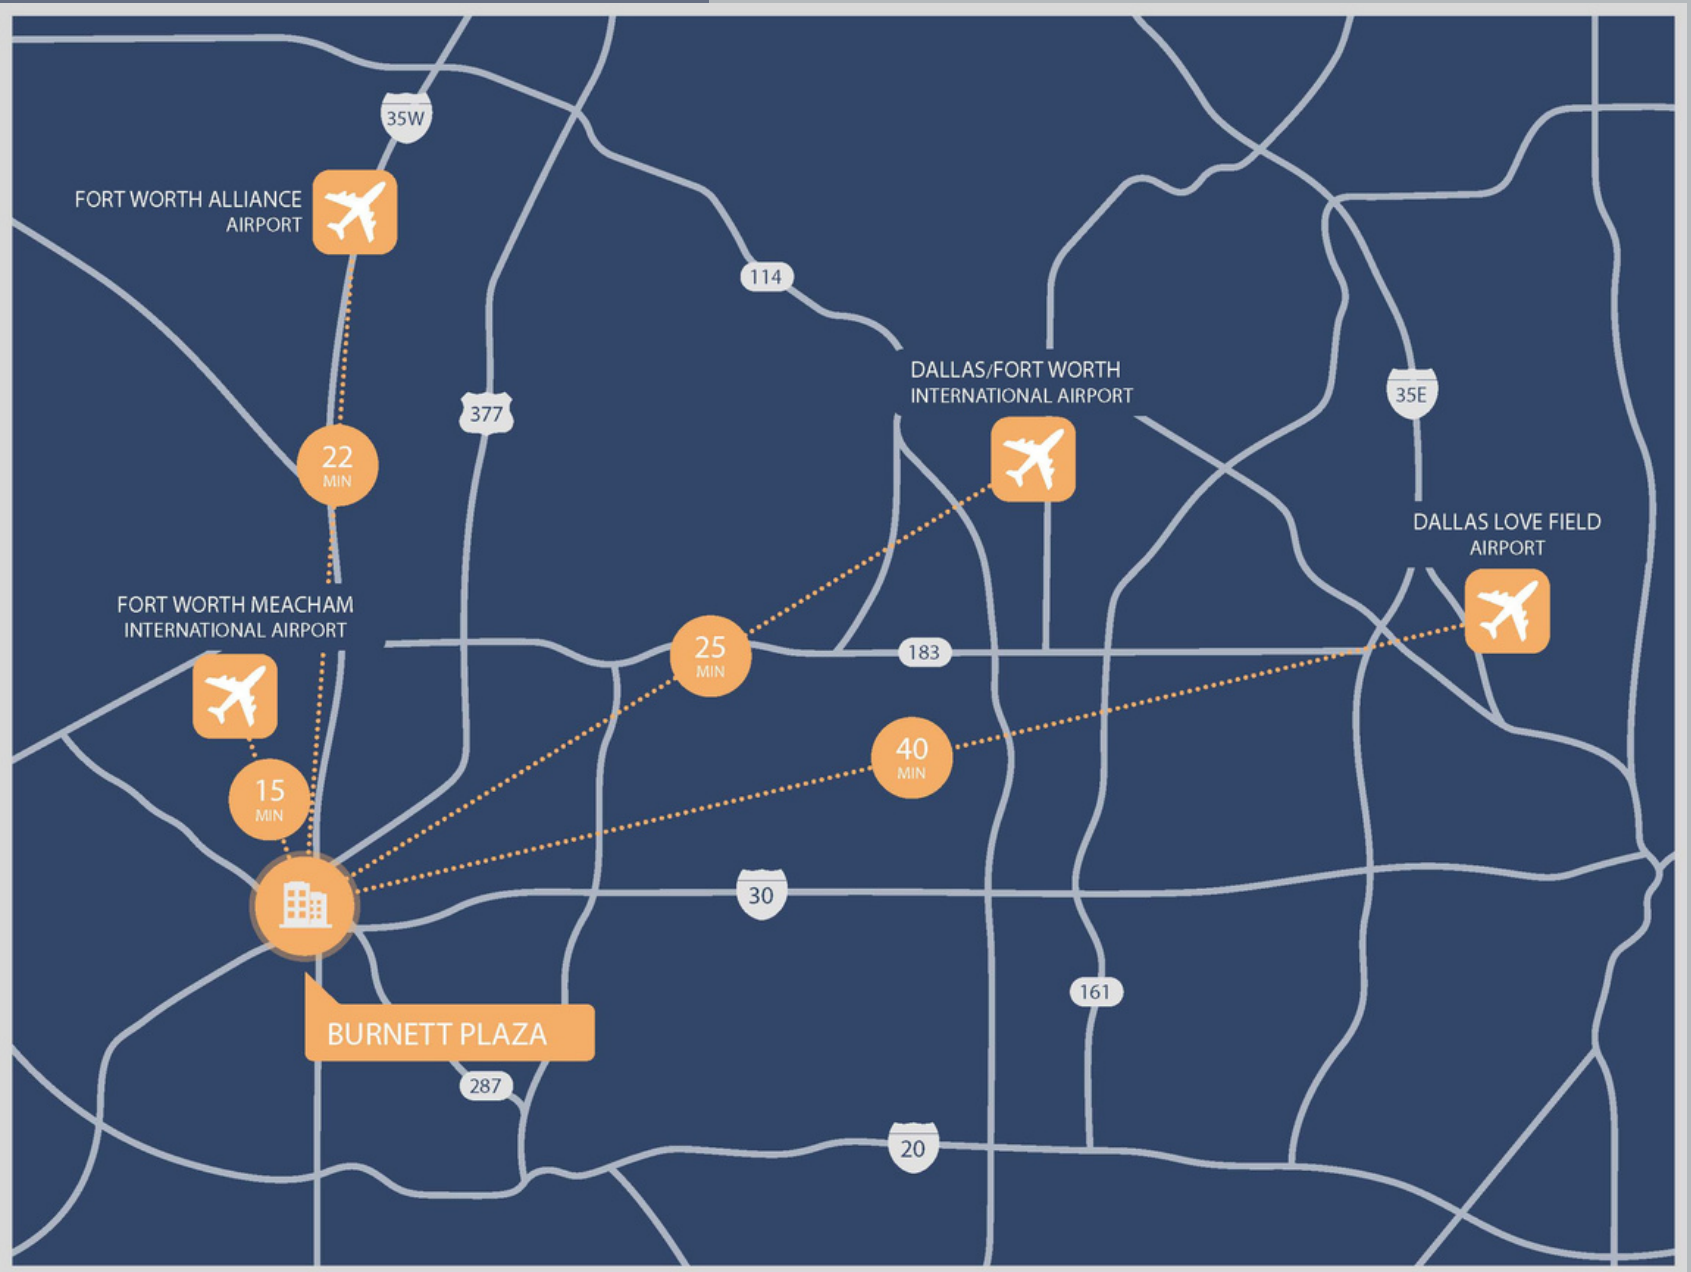 35W
FORT WORTH ALLIANCE
AIRPORT
114
DALLAS/FORT WORTH
INTERNATIONAL AIRPORT
35E
377
22
MIN
DALLAS LOVE FIELD
AIRPORT
FORT WORTH MEACHAM
INTERNATIONAL AIRPORT
25
MIN
183
40
MIN
15
MIN
30
161
BURNETT PLAZA
287
20